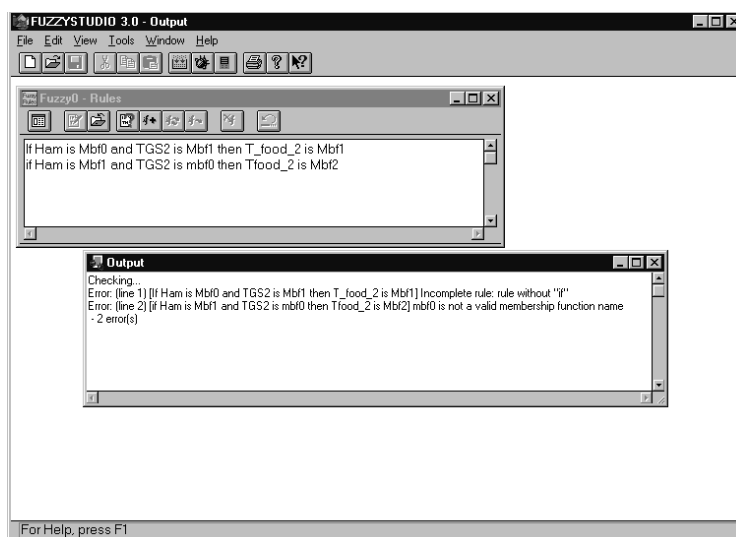 FUZZYSTUDIO 3.0 - Output
File Edit View Tools Window Help
Fuzzy0 - Rules
If Ham is Mbf0 and TGS2 is Mbf1 then T_food_2 is Mbf1
if Ham is Mbf1 and TGS2 is mbf0 then Tfood_2 is Mbf2
Output
Checking...
Error: (line 1) [If Ham is Mbf0 and TGS2 is Mbf1 then T_food_2 is Mbf1] Incomplete rule: rule without "if"
Error: (line 2) [if Ham is Mbf1 and TGS2 is mbf0 then Tfood_2 is Mbf2] mbf0 is not a valid membership function name
- 2 error(s)
For Help, press F1